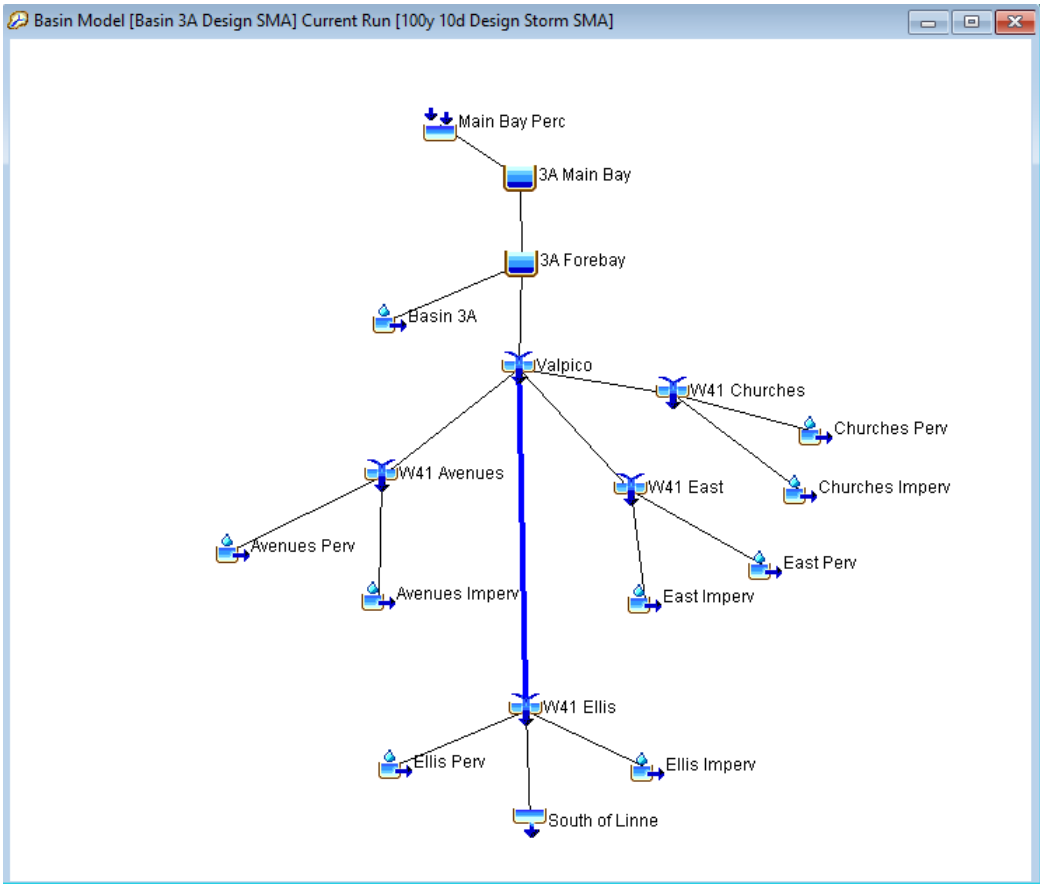 Basin Model [Basin 3A Design SMA] Current Run [100y 10d Design Storm SMA]
Main Bay Perc
3A Main Bay
3A Forebay
Basin 3A
Valpico
W41 Churches
Churches Perv
W41 Avenues
W41 East
Churches Imperv
Avenues Perv
East Perv
Avenues Imperv
East Imperv
W41 Ellis
Ellis Perv
Ellis Imperv
South of Linne